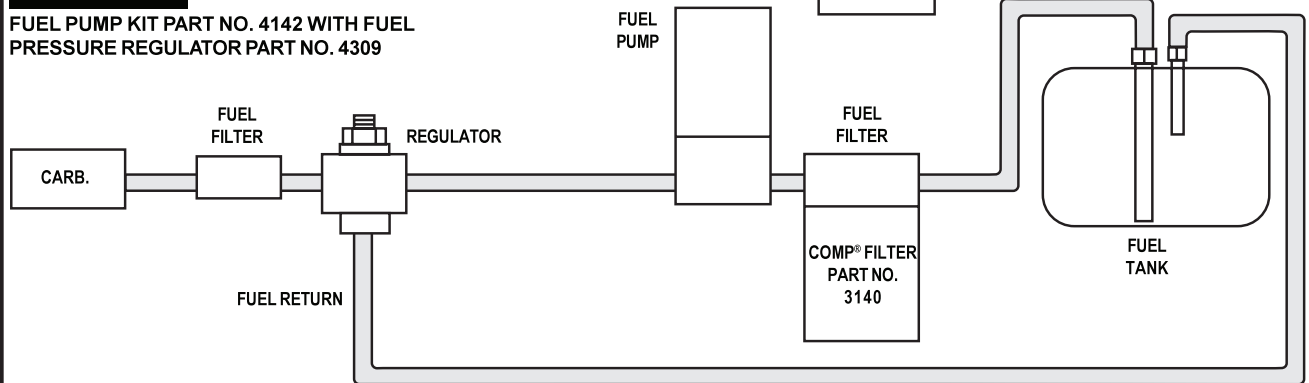 FUEL PUMP KIT PART NO. 4142 WITH FUEL
PRESSURE REGULATOR PART NO. 4309
FUEL
PUMP
FUEL
FILTER
REGULATOR
FUEL
FILTER
CARB.
COMP® FILTER
PART NO.
3140
FUEL
TANK
FUEL RETURN